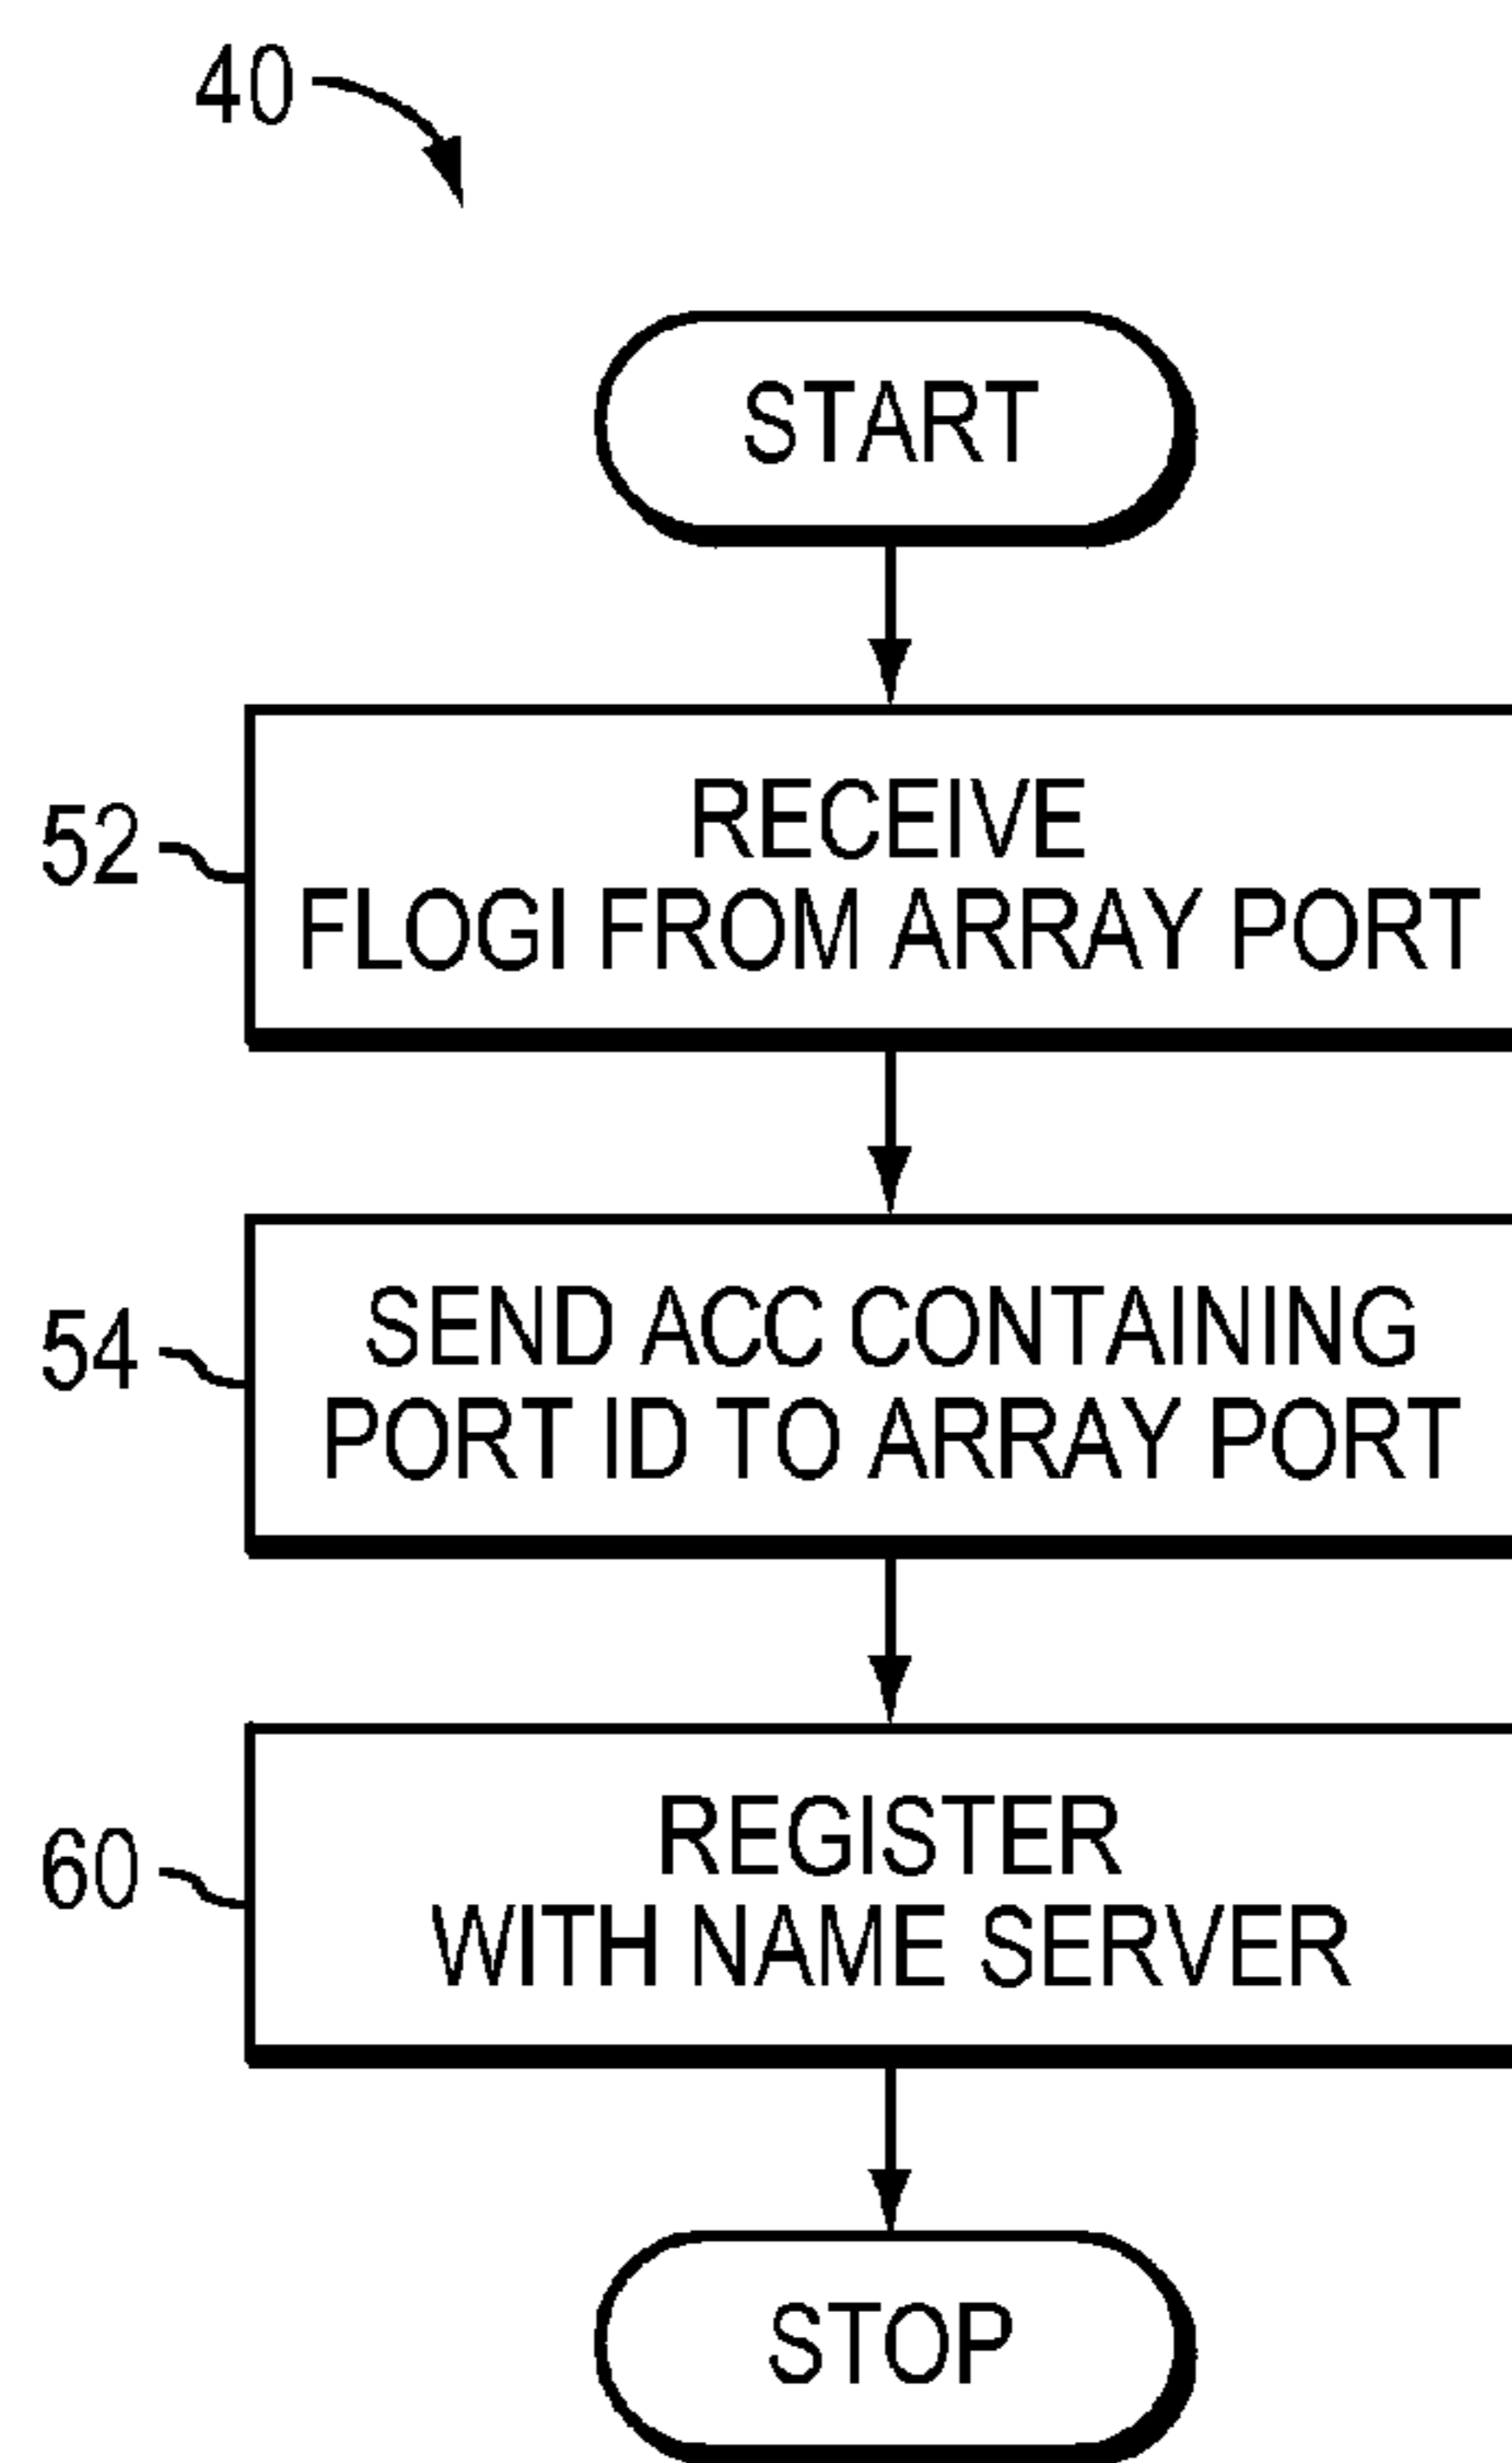 40
START
52
RECEIVE
FLOGI FROM ARRAY PORT
54
SEND ACC CONTAINING
PORT ID TO ARRAY PORT
60
REGISTER
WITH NAME SERVER
STOP